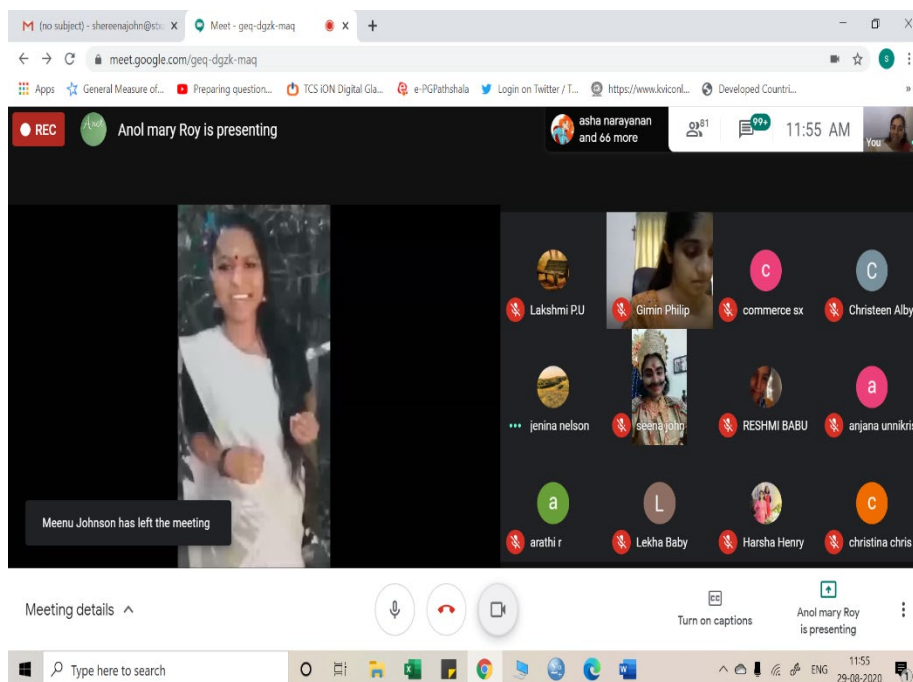 M (no subject) - shereenajohn@stx
Meet - geq-dgzk-maq
meet.google.com/geq-dgzk-maq
Apps
General Measure of...
Preparing question...
TCS iON Digital Gla...
e-PGPathshala
Login on Twitter / T...
https://www.kviconl...
Developed Countri...
REC
Anol mary Roy is presenting
asha narayanan
and 66 more
81
99+
11:55 AM
You
Lakshmi P.U
Gimin Philip
c
commerce sx
C
Christeen Alby
jenina nelson
seena john
RESHMI BABU
a
anjana unnikris
Meenu Johnson has left the meeting
a
arathi r
L
Lekha Baby
Harsha Henry
c
christina chris
Meeting details
Turn on captions
Anol mary Roy
is presenting
Type here to search
ENG
11:55
29-08-2020